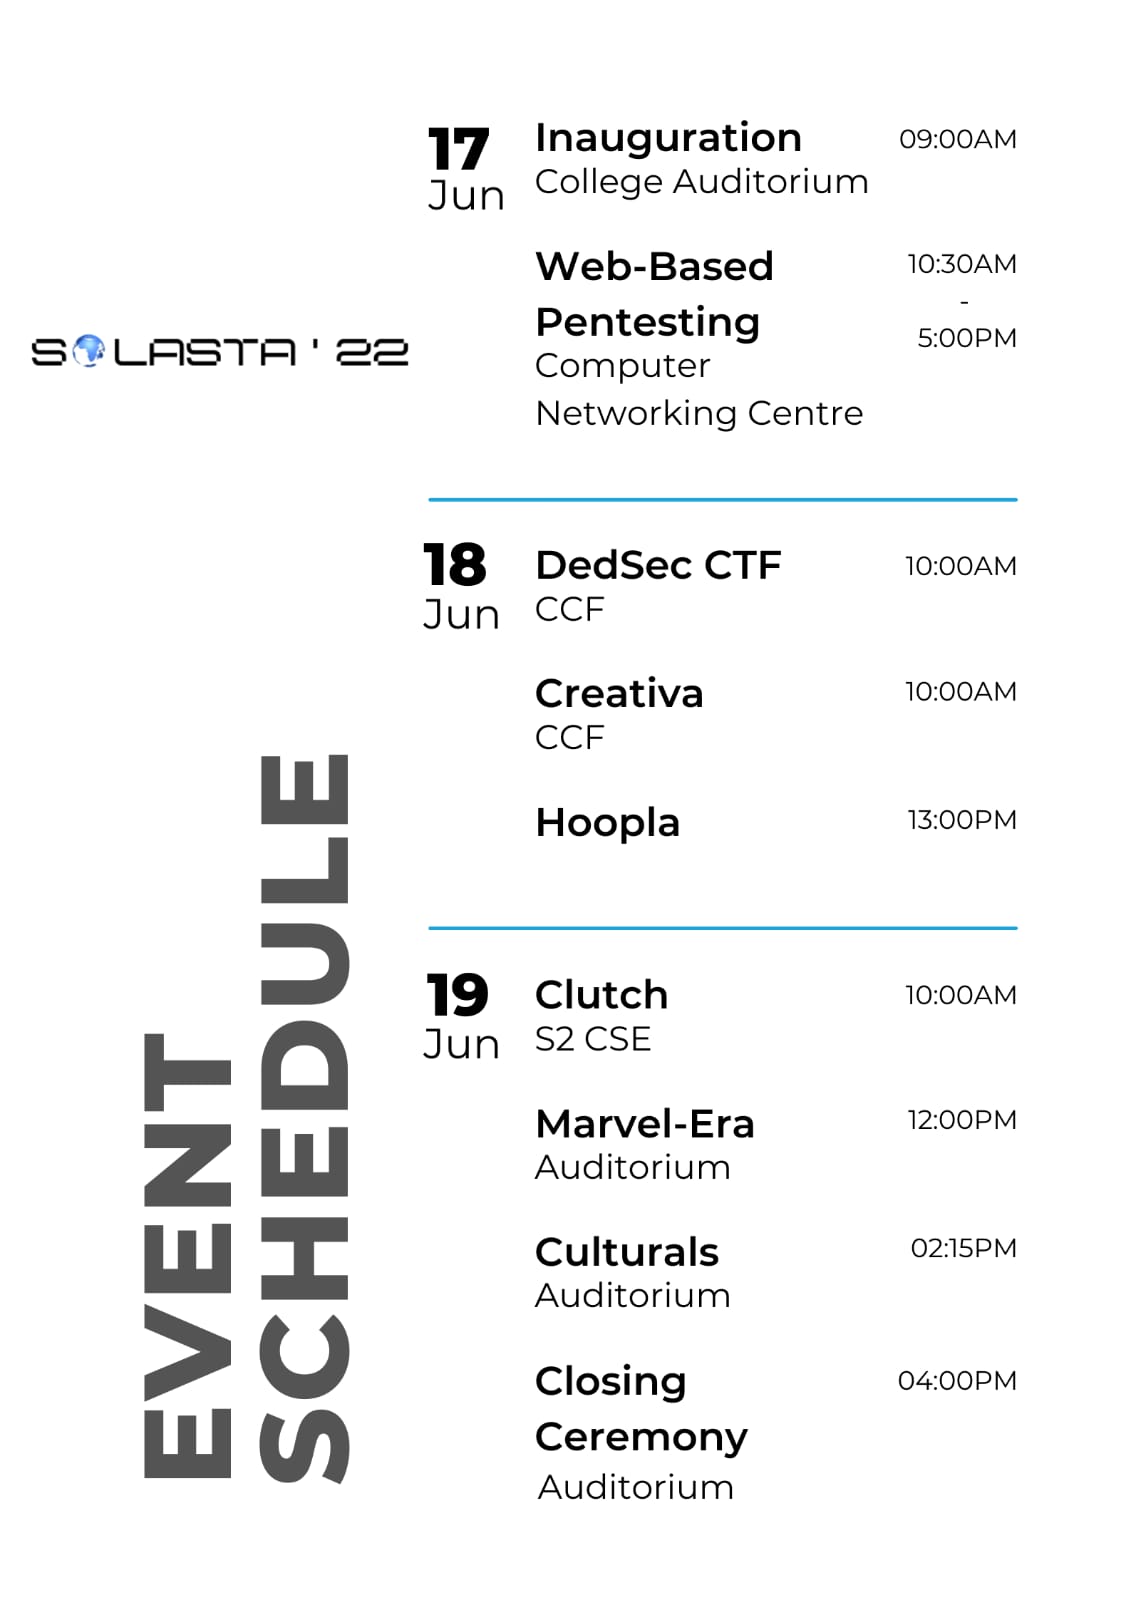 SOLASTA '22
EVENT
SCHEDULE
17
Jun
Inauguration
09:00AM
College Auditorium
Web-Based
Pentesting
10:30AM
-
5:00PM
Computer
Networking Centre
18
Jun
DedSec CTF
10:00AM
CCF
Creativa
10:00AM
CCF
Hoopla
13:00PM
19
Jun
Clutch
10:00AM
S2 CSE
Marvel-Era
12:00PM
Auditorium
Culturals
02:15PM
Auditorium
Closing
Ceremony
04:00PM
Auditorium